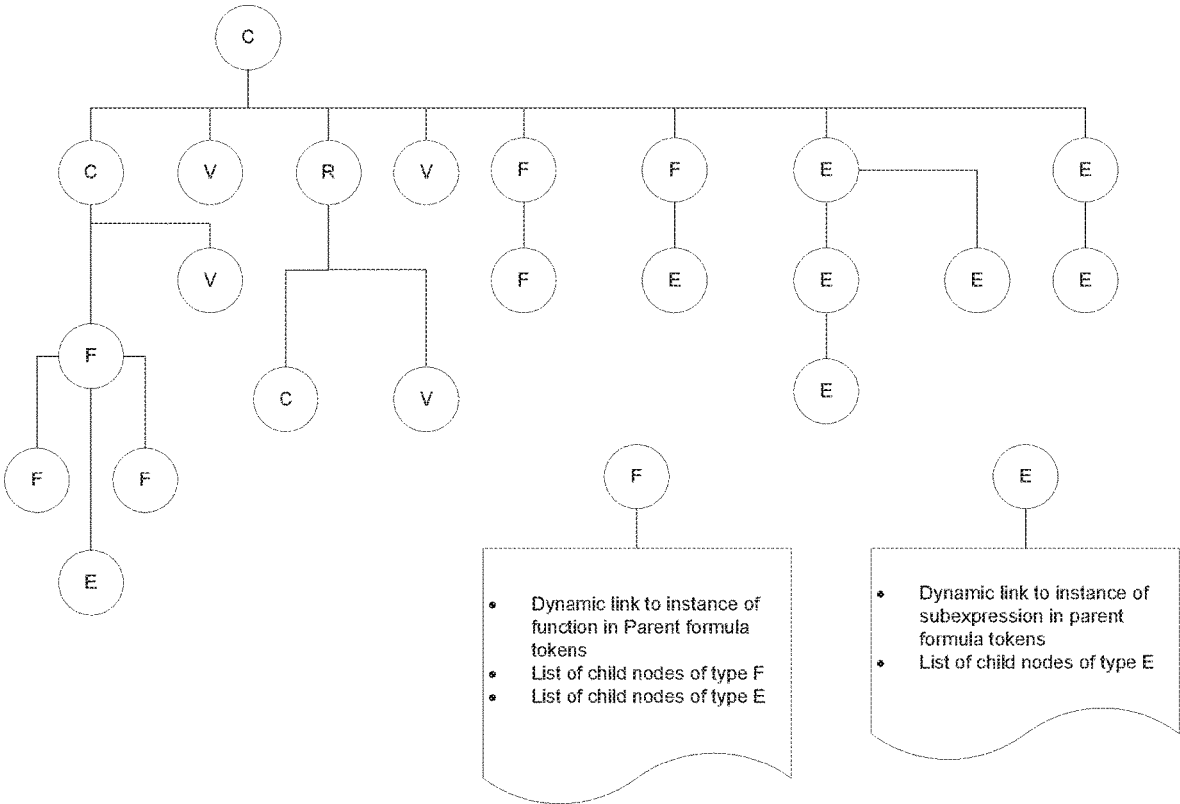 C
C V R V F F E E
V F E E E E
F
C V E
F F
F E
E
• Dynamic link to instance of
function in Parent formula
tokens
• List of child nodes of type F
• List of child nodes of type E
• Dynamic link to instance of
subexpression in parent
formula tokens
• List of child nodes of type E